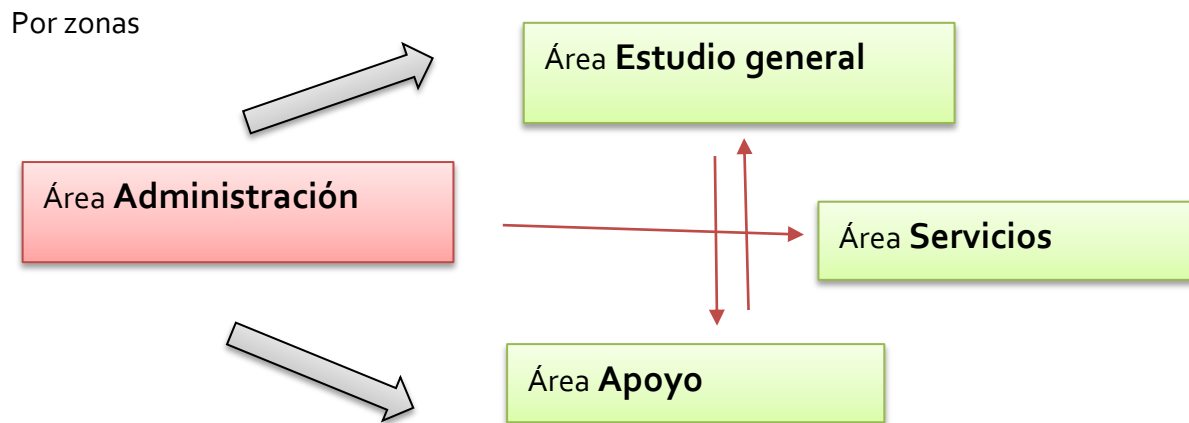 Por zonas
Área Estudio general
Área Administración
Área Servicios
Área Apoyo